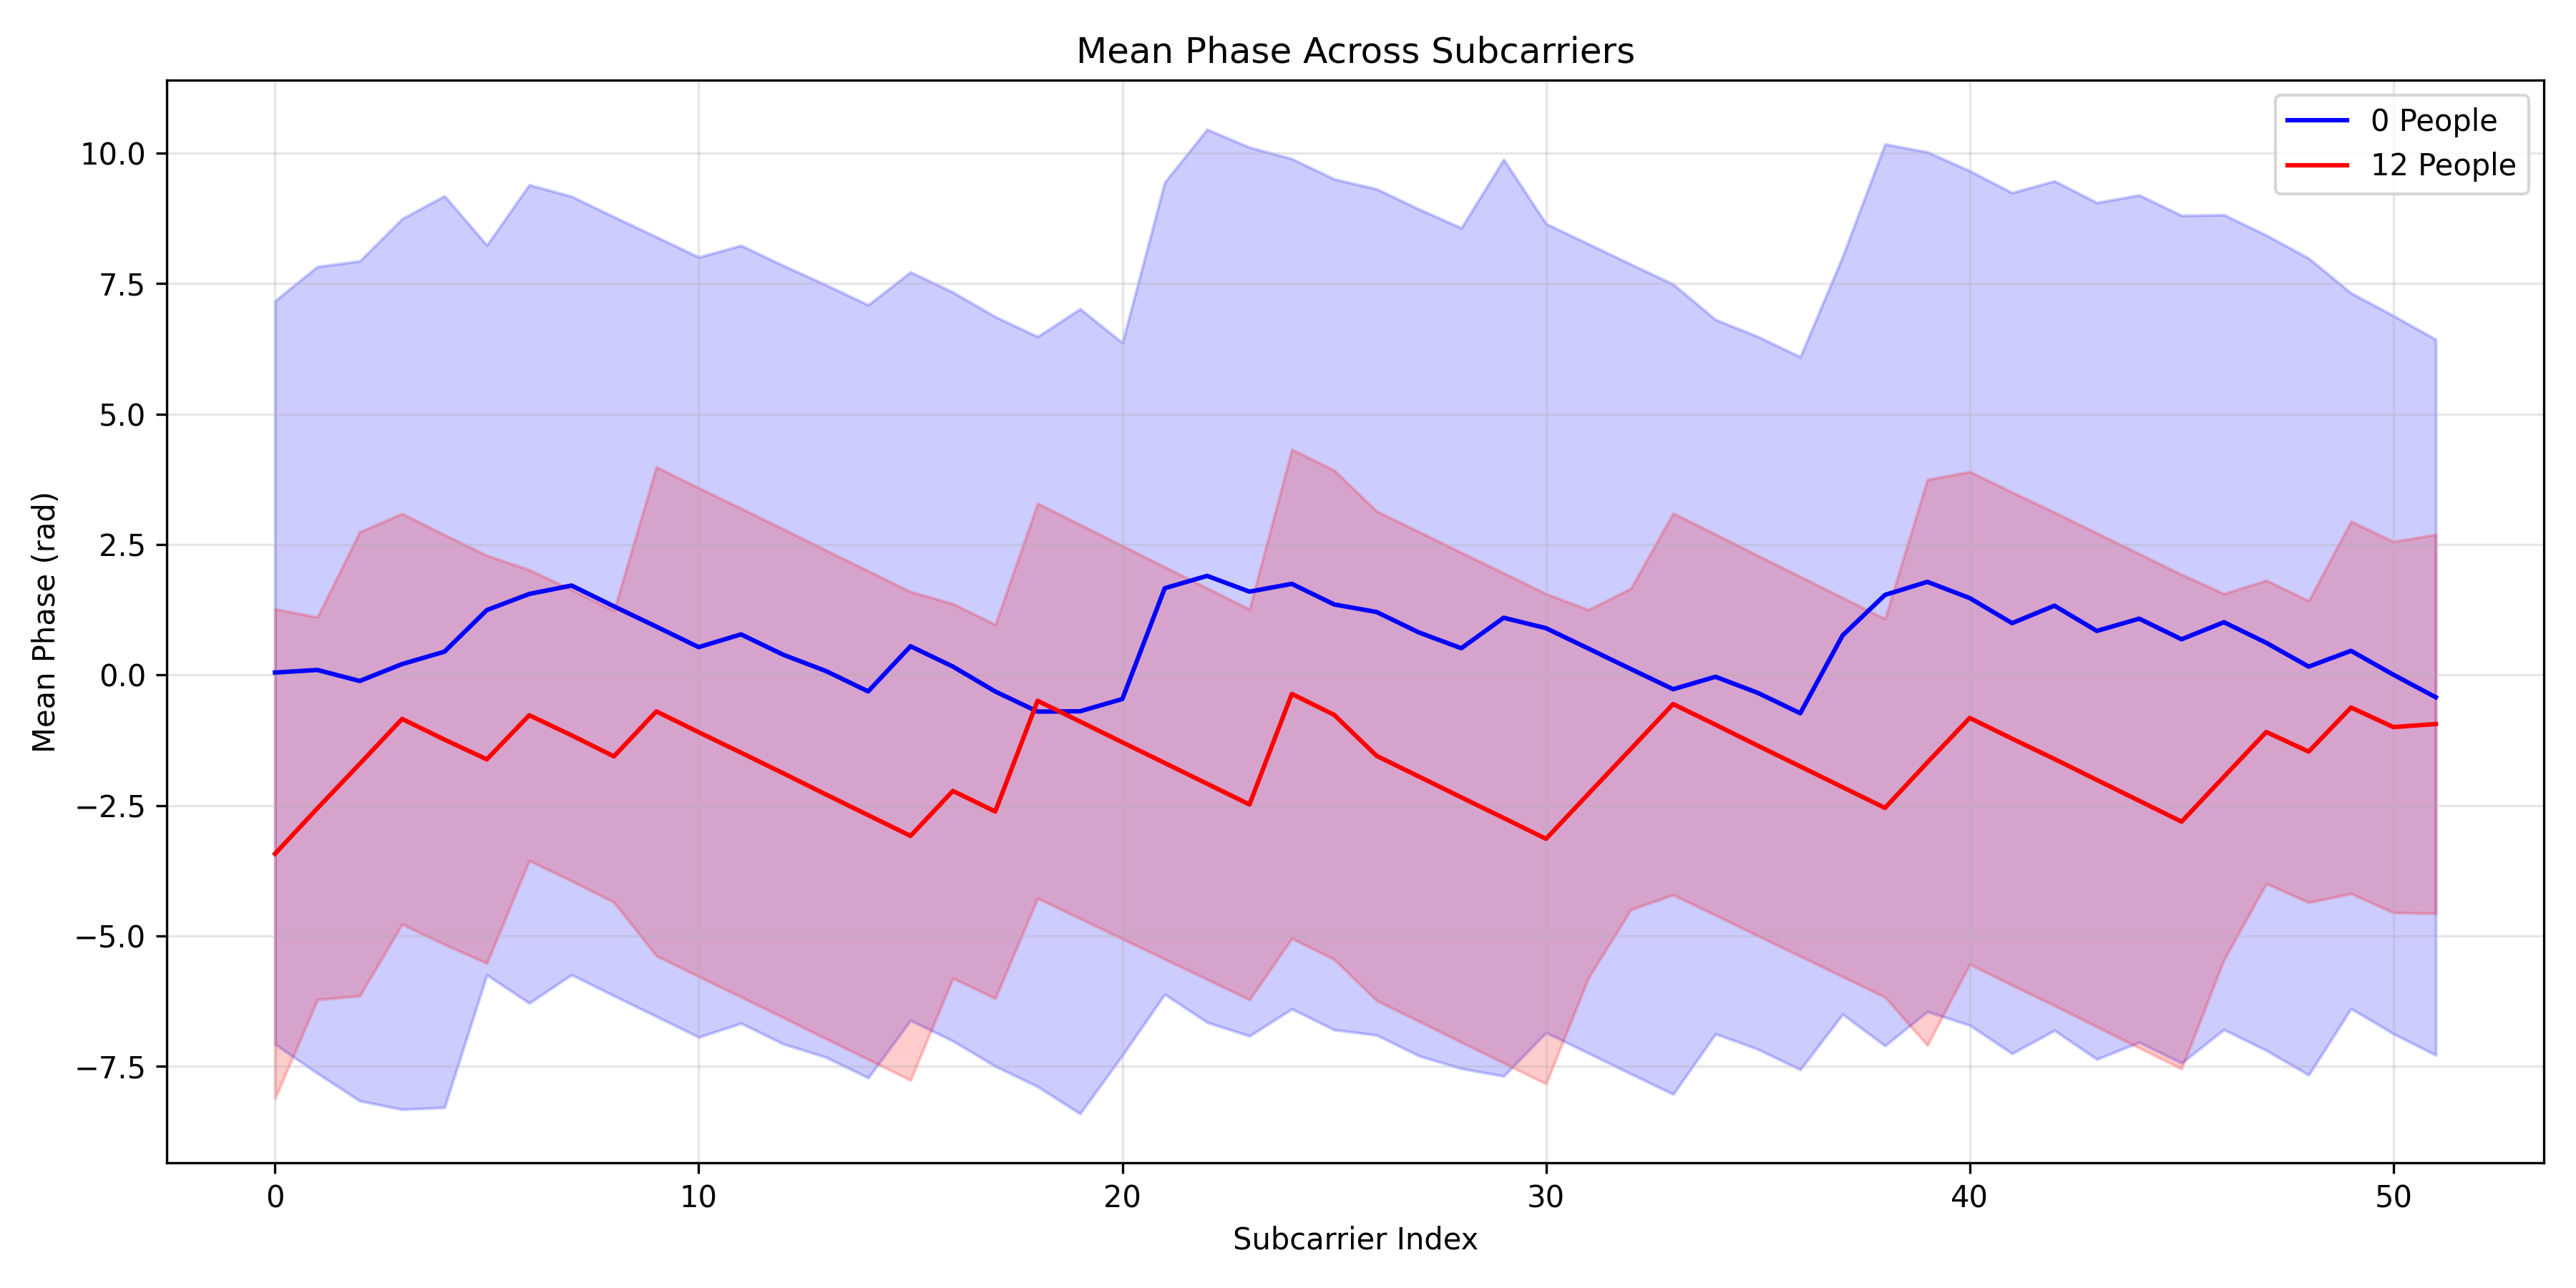 Mean Phase Across Subcarriers
0 People
12 People
Mean Phase (rad)
10.0
7.5
5.0
2.5
0.0
−2.5
−5.0
−7.5
0
10
20
30
40
50
Subcarrier Index